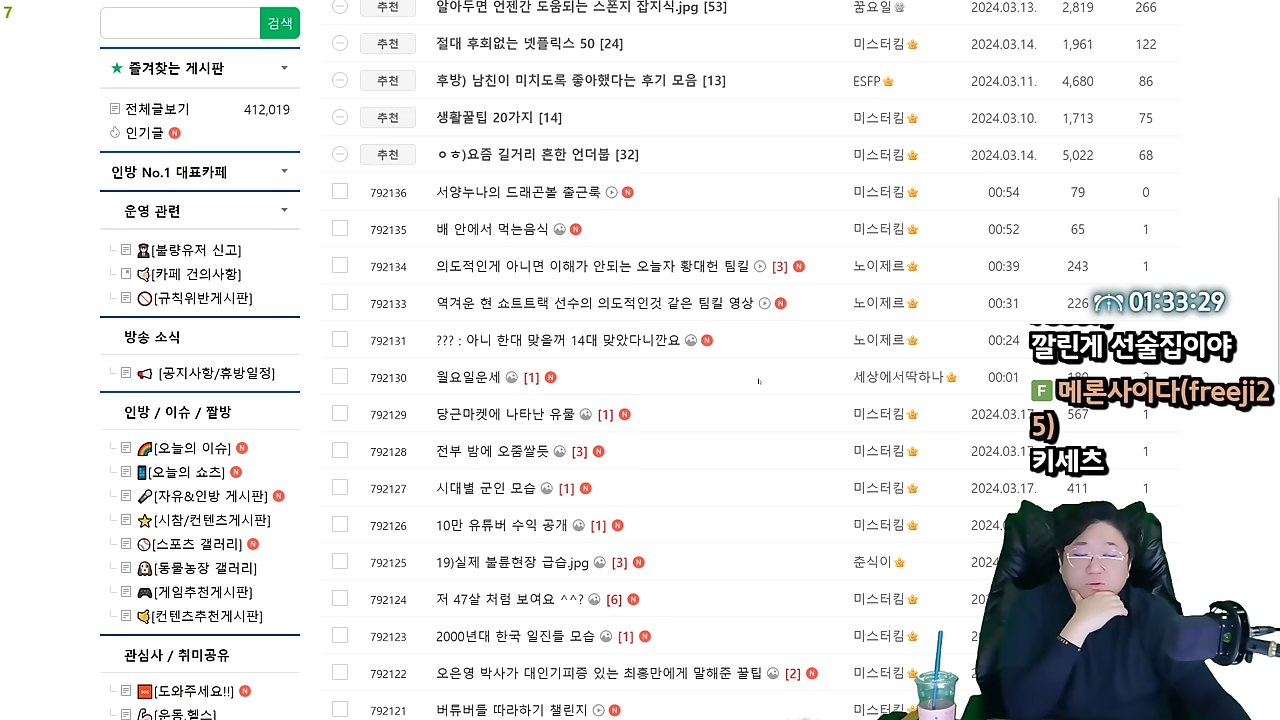 7
검색
즐겨찾는 게시판
전체글보기 412,019
인기글 N
인방 No.1 대표카페
운영 관련
[불량유저 신고]
[카페 건의사항]
[규칙위반게시판]
방송 소식
[공지사항/휴방일정]
인방 / 이슈 / 짤방
[오늘의 이슈] N
[오늘의 쇼츠] N
[자유&인방 게시판] N
[시참/컨텐츠게시판]
[스포츠 갤러리] N
[동물농장 갤러리]
[게임추천게시판]
[컨텐츠추천게시판]
관심사 / 취미공유
[도와주세요!!] N
[운동,헬스]
추천 알아두면 언젠간 도움되는 스폰지 잡지식.jpg [53] 꿈요일 2024.03.13. 2,819 266
추천 절대 후회없는 넷플릭스 50 [24] 미스터킴 2024.03.14. 1,961 122
추천 후방) 남친이 미치도록 좋아했다는 후기 모음 [13] ESFP 2024.03.11. 4,680 86
추천 생활꿀팁 20가지 [14] 미스터킴 2024.03.10. 1,713 75
추천 ㅇㅎ)요즘 길거리 흔한 언더붑 [32] 미스터킴 2024.03.14. 5,022 68
792136 서양누나의 드래곤볼 출근룩 N 미스터킴 00:54 79 0
792135 배 안에서 먹는음식 N 미스터킴 00:52 65 1
792134 의도적인게 아니면 이해가 안되는 오늘자 황대헌 팀킬 [3] N 노이제르 00:39 243 1
792133 역겨운 현 쇼트트랙 선수의 의도적인것 같은 팀킬 영상 N 노이제르 00:31 226
792131 ??? : 아니 한대 맞을꺼 14대 맞았다니깐요 N 노이제르 00:24
792130 월요일운세 [1] N 세상에서딱하나 00:01
792129 당근마켓에 나타난 유물 [1] N 미스터킴 2024.03.17. 567 1
792128 전부 밤에 오줌쌀듯 [3] N 미스터킴 2024.03.17. 1
792127 시대별 군인 모습 [1] N 미스터킴 2024.03.17. 411 1
792126 10만 유튜버 수익 공개 [1] N 미스터킴
792125 19)실제 불륜현장 급습.jpg [3] N 춘식이
792124 저 47살 처럼 보여요 ^^? [6] N 미스터킴
792123 2000년대 한국 일진들 모습 [1] N 미스터킴
792122 오은영 박사가 대인기피증 있는 최홍만에게 말해준 꿀팁 [2] N 미스터킴
792121 버튜버들 따라하기 챌린지 N 미스터킴
01:33:29
깔린게 선술집이야
F 메론사이다(freeji2
5)
키세츠